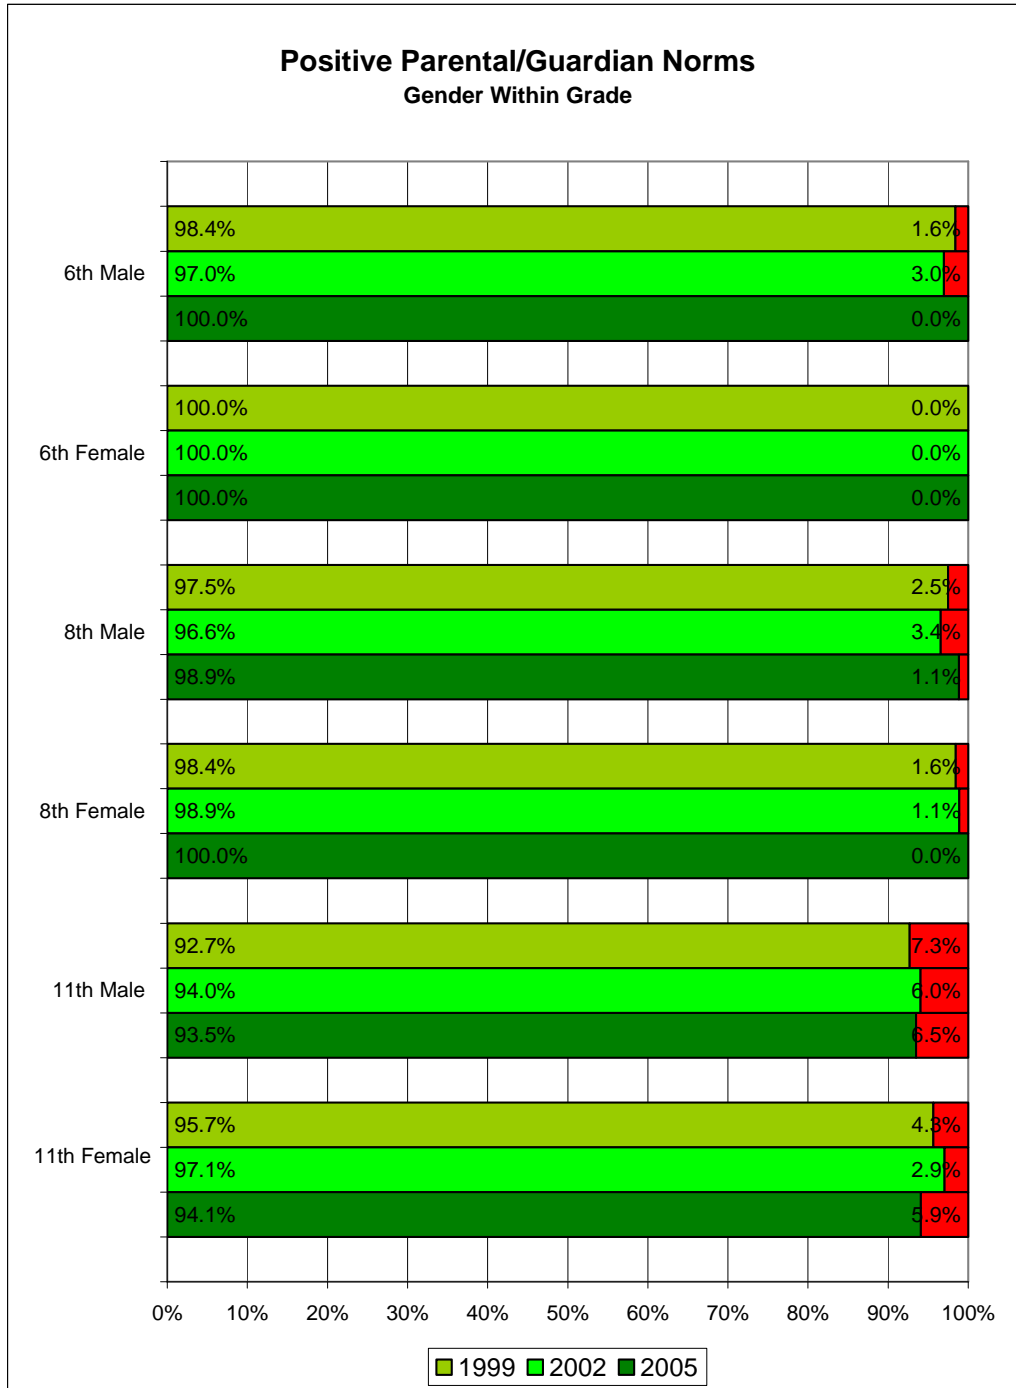 Positive Parental/Guardian Norms
Gender Within Grade
98.4% 1.6%
6th Male 97.0% 3.0%
100.0% 0.0%
100.0% 0.0%
6th Female 100.0% 0.0%
100.0% 0.0%
97.5% 2.5%
8th Male 96.6% 3.4%
98.9% 1.1%
98.4% 1.6%
8th Female 98.9% 1.1%
100.0% 0.0%
92.7% 7.3%
11th Male 94.0% 6.0%
93.5% 6.5%
95.7% 4.3%
11th Female 97.1% 2.9%
94.1% 5.9%
0% 10% 20% 30% 40% 50% 60% 70% 80% 90% 100%
1999 2002 2005